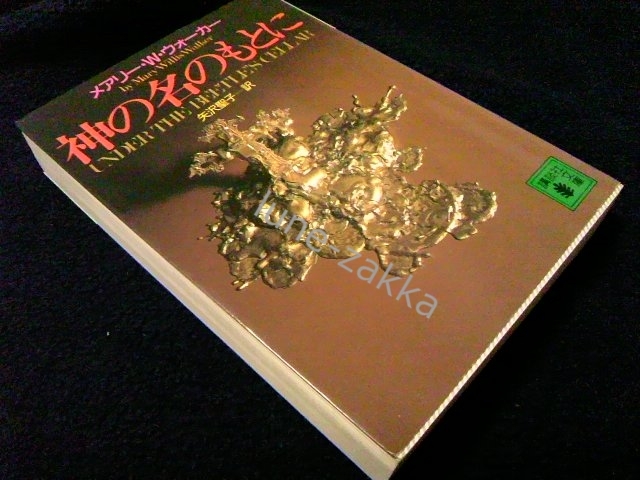 メアリー・W・ウォーカー
by Mary Willis Walker
神の名のもとに
UNDER THE BEETLE'S CELLAR
矢沢聖子 訳
講談社文庫
lune-zakka